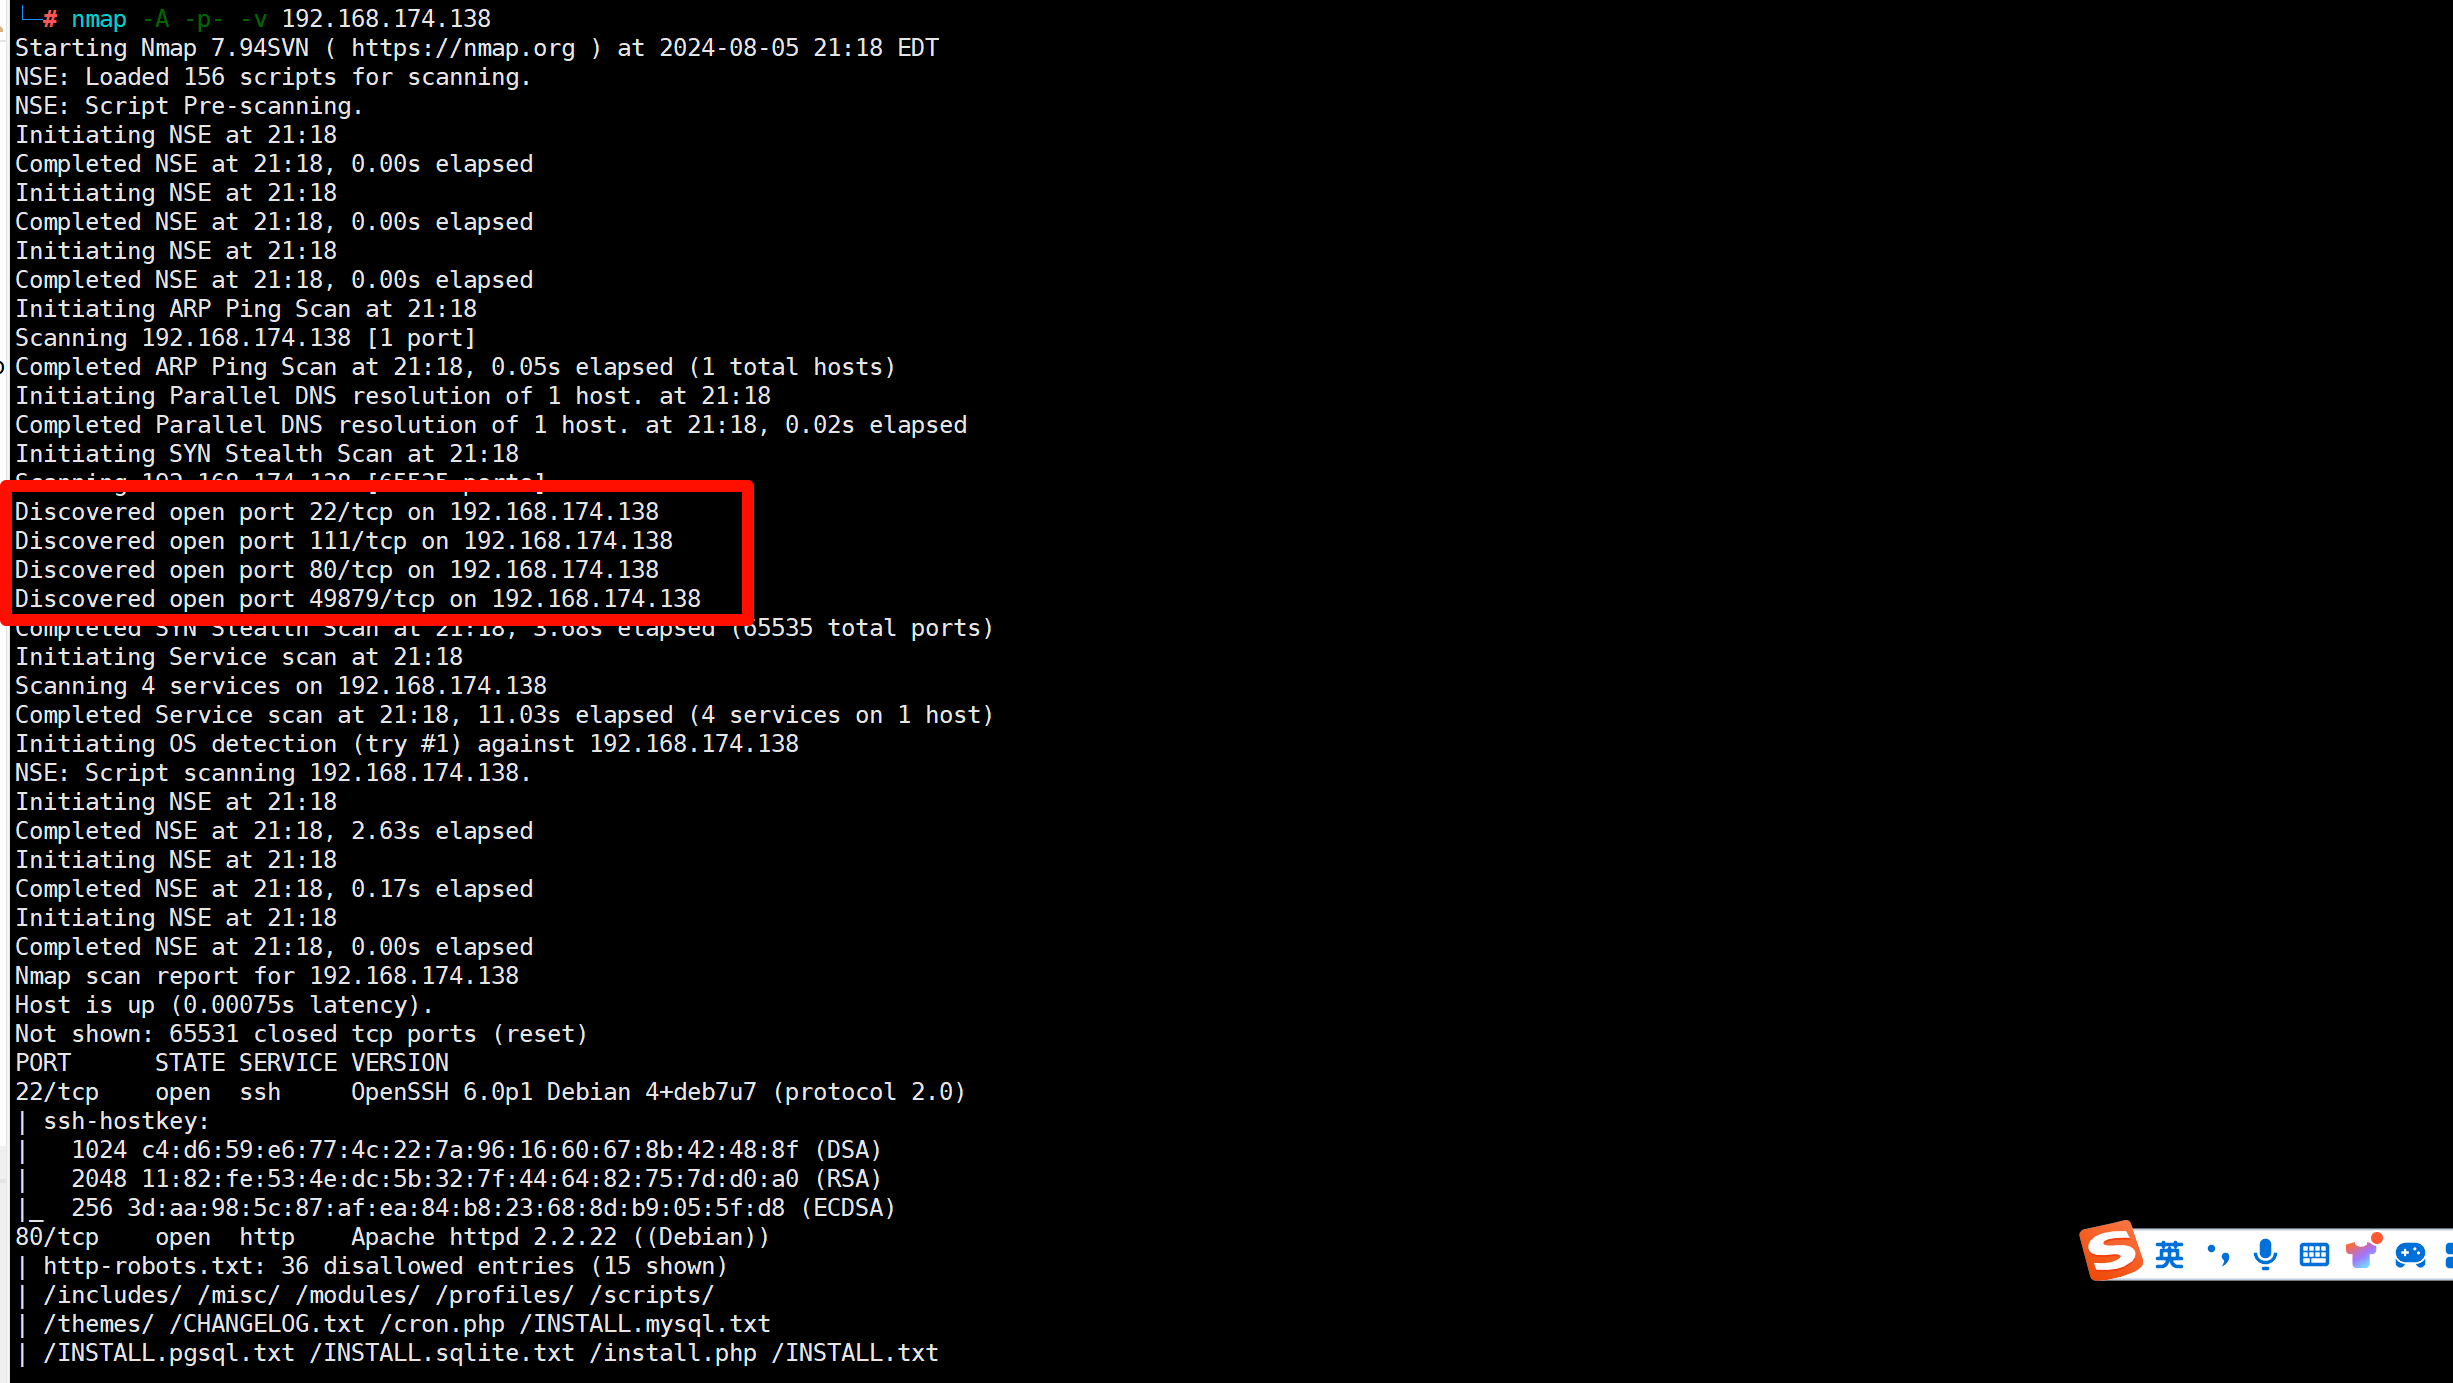 └─# nmap -A -p- -v 192.168.174.138
Starting Nmap 7.94SVN ( https://nmap.org ) at 2024-08-05 21:18 EDT
NSE: Loaded 156 scripts for scanning.
NSE: Script Pre-scanning.
Initiating NSE at 21:18
Completed NSE at 21:18, 0.00s elapsed
Initiating NSE at 21:18
Completed NSE at 21:18, 0.00s elapsed
Initiating NSE at 21:18
Completed NSE at 21:18, 0.00s elapsed
Initiating ARP Ping Scan at 21:18
Scanning 192.168.174.138 [1 port]
Completed ARP Ping Scan at 21:18, 0.05s elapsed (1 total hosts)
Initiating Parallel DNS resolution of 1 host. at 21:18
Completed Parallel DNS resolution of 1 host. at 21:18, 0.02s elapsed
Initiating SYN Stealth Scan at 21:18
Scanning 192.168.174.138 [65535 ports]
Discovered open port 22/tcp on 192.168.174.138
Discovered open port 111/tcp on 192.168.174.138
Discovered open port 80/tcp on 192.168.174.138
Discovered open port 49879/tcp on 192.168.174.138
Completed SYN Stealth Scan at 21:18, 3.68s elapsed (65535 total ports)
Initiating Service scan at 21:18
Scanning 4 services on 192.168.174.138
Completed Service scan at 21:18, 11.03s elapsed (4 services on 1 host)
Initiating OS detection (try #1) against 192.168.174.138
NSE: Script scanning 192.168.174.138.
Initiating NSE at 21:18
Completed NSE at 21:18, 2.63s elapsed
Initiating NSE at 21:18
Completed NSE at 21:18, 0.17s elapsed
Initiating NSE at 21:18
Completed NSE at 21:18, 0.00s elapsed
Nmap scan report for 192.168.174.138
Host is up (0.00075s latency).
Not shown: 65531 closed tcp ports (reset)
PORT      STATE SERVICE VERSION
22/tcp    open  ssh     OpenSSH 6.0p1 Debian 4+deb7u7 (protocol 2.0)
| ssh-hostkey:
|   1024 c4:d6:59:e6:77:4c:22:7a:96:16:60:67:8b:42:48:8f (DSA)
|   2048 11:82:fe:53:4e:dc:5b:32:7f:44:64:82:75:7d:d0:a0 (RSA)
|_  256 3d:aa:98:5c:87:af:ea:84:b8:23:68:8d:b9:05:5f:d8 (ECDSA)
80/tcp    open  http    Apache httpd 2.2.22 ((Debian))
| http-robots.txt: 36 disallowed entries (15 shown)
| /includes/ /misc/ /modules/ /profiles/ /scripts/
| /themes/ /CHANGELOG.txt /cron.php /INSTALL.mysql.txt
| /INSTALL.pgsql.txt /INSTALL.sqlite.txt /install.php /INSTALL.txt
S 英